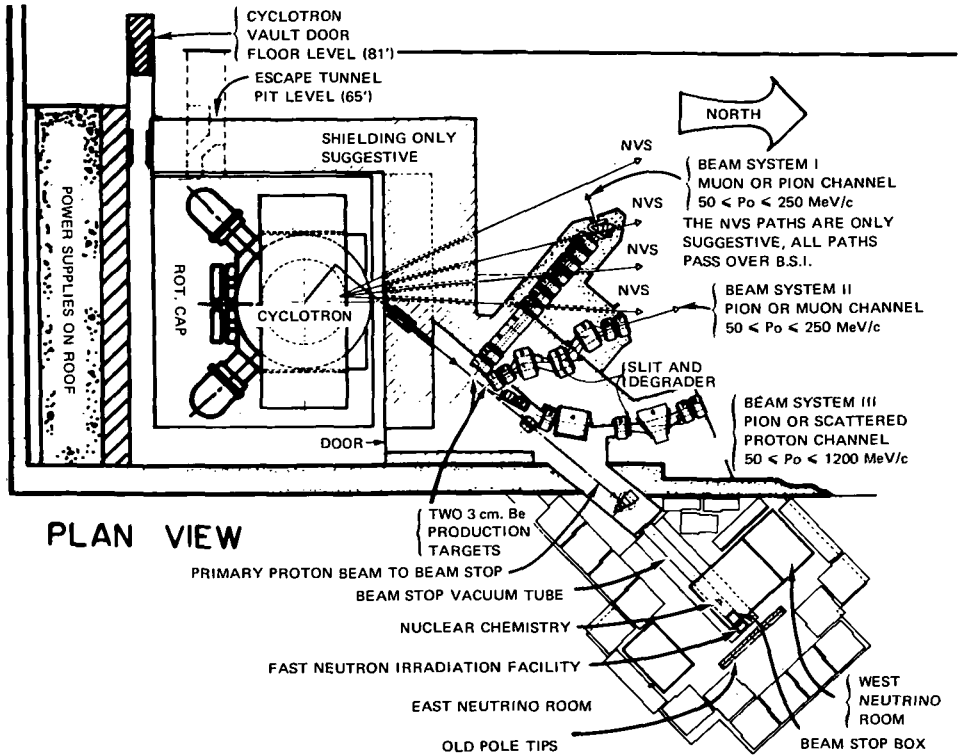 CYCLOTRON
VAULT DOOR
FLOOR LEVEL (81')
ESCAPE TUNNEL
PIT LEVEL (65')
SHIELDING ONLY
SUGGESTIVE
NORTH
NVS
BEAM SYSTEM I
MUON OR PION CHANNEL
50 ≤ Po ≤ 250 MeV/c
NVS
THE NVS PATHS ARE ONLY
SUGGESTIVE, ALL PATHS
PASS OVER B.S.I.
NVS
NVS
BEAM SYSTEM II
PION OR MUON CHANNEL
50 ≤ Po ≤ 250 MeV/c
POWER SUPPLIES ON ROOF
ROT. CAP
CYCLOTRON
SLIT AND
DEGRADER
BEAM SYSTEM III
PION OR SCATTERED
PROTON CHANNEL
50 ≤ Po ≤ 1200 MeV/c
DOOR
PLAN VIEW
TWO 3 cm. Be
PRODUCTION
TARGETS
PRIMARY PROTON BEAM TO BEAM STOP
BEAM STOP VACUUM TUBE
NUCLEAR CHEMISTRY
FAST NEUTRON IRRADIATION FACILITY
EAST NEUTRINO ROOM
WEST
NEUTRINO
ROOM
OLD POLE TIPS
BEAM STOP BOX